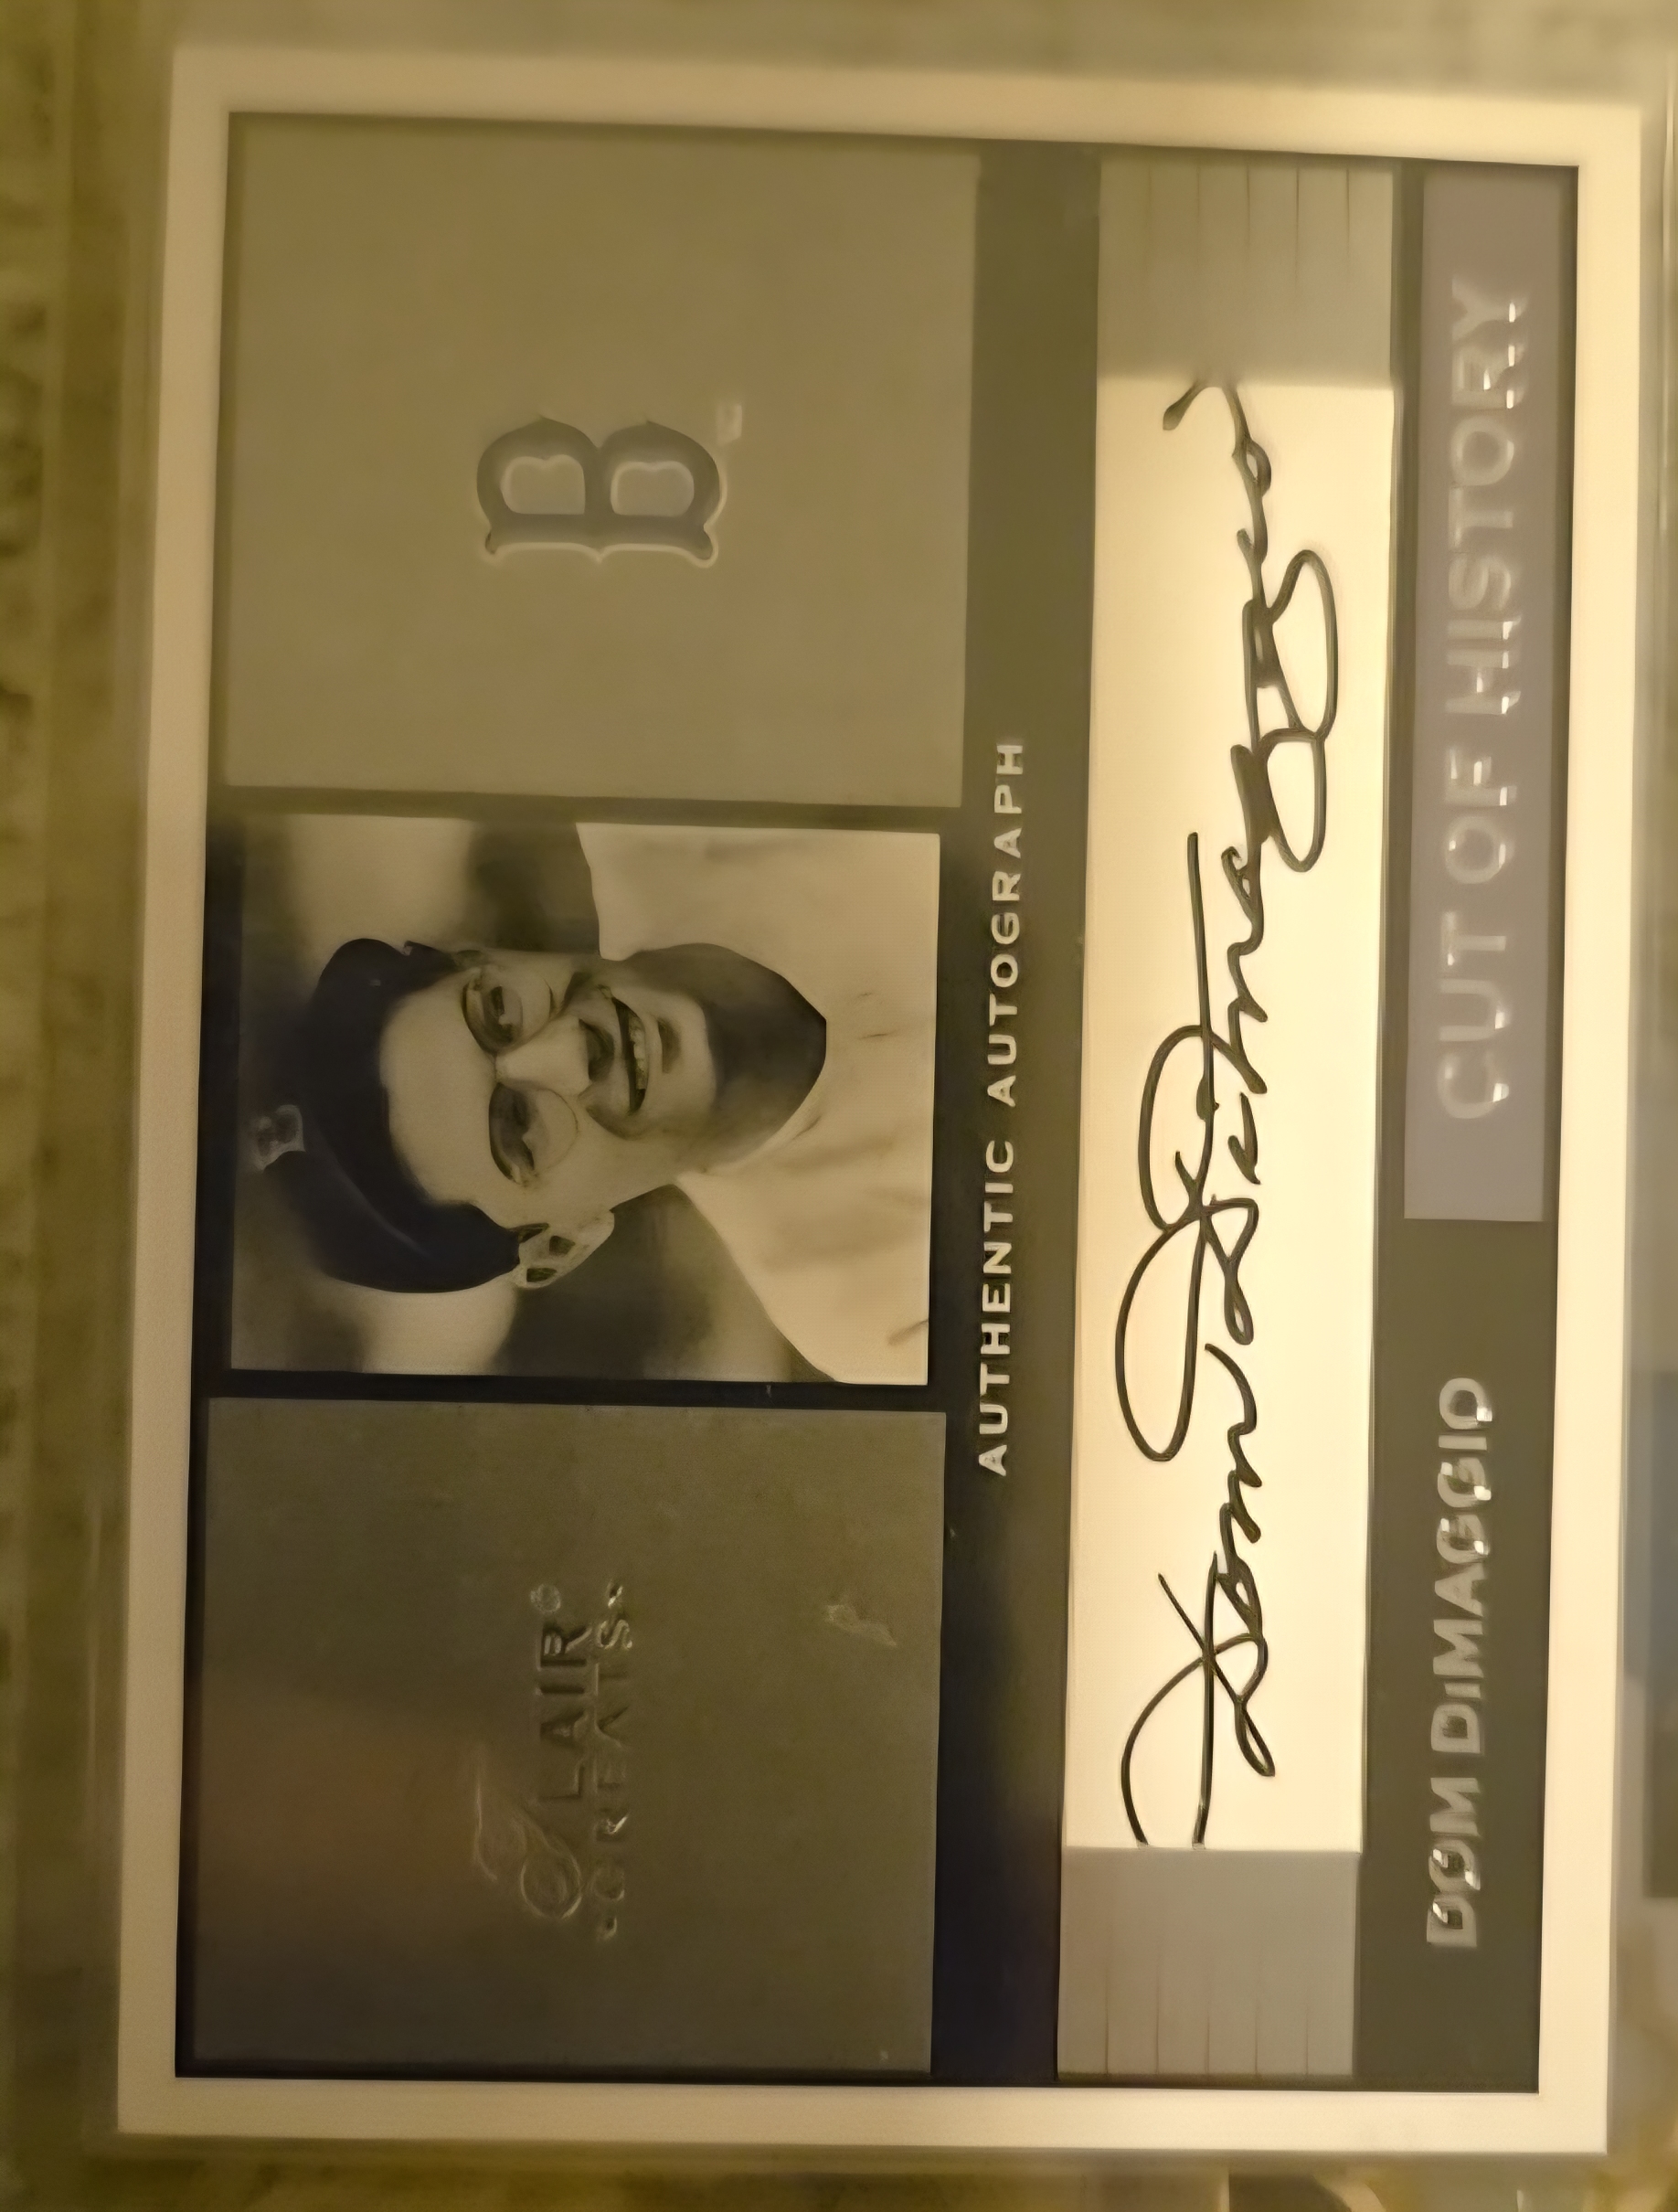 FLAIR®
·GREATS·
B
AUTHENTIC AUTOGRAPH
Dom DiMaggio
DOM DIMAGGIO
CUT OF HISTORY